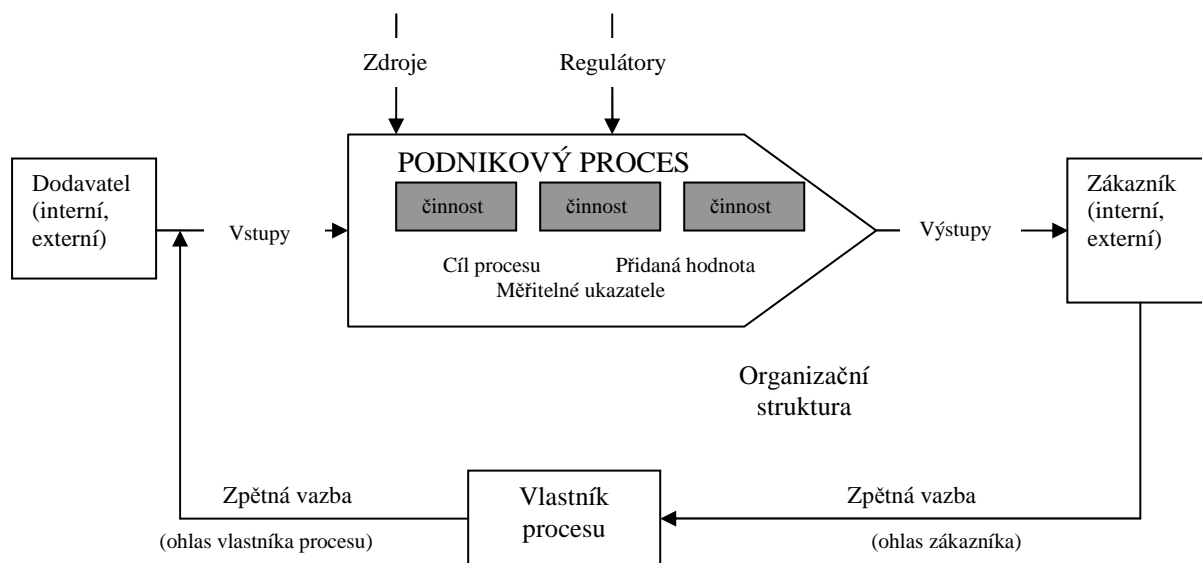 Zdroje
Regulátory
PODNIKOVÝ PROCES
činnost
činnost
činnost
Cíl procesu
Přidaná hodnota
Měřitelné ukazatele
Dodavatel
(interní,
externí)
Vstupy
Výstupy
Zákazník
(interní,
externí)
Organizační
struktura
Zpětná vazba
(ohlas vlastníka procesu)
Vlastník
procesu
Zpětná vazba
(ohlas zákazníka)